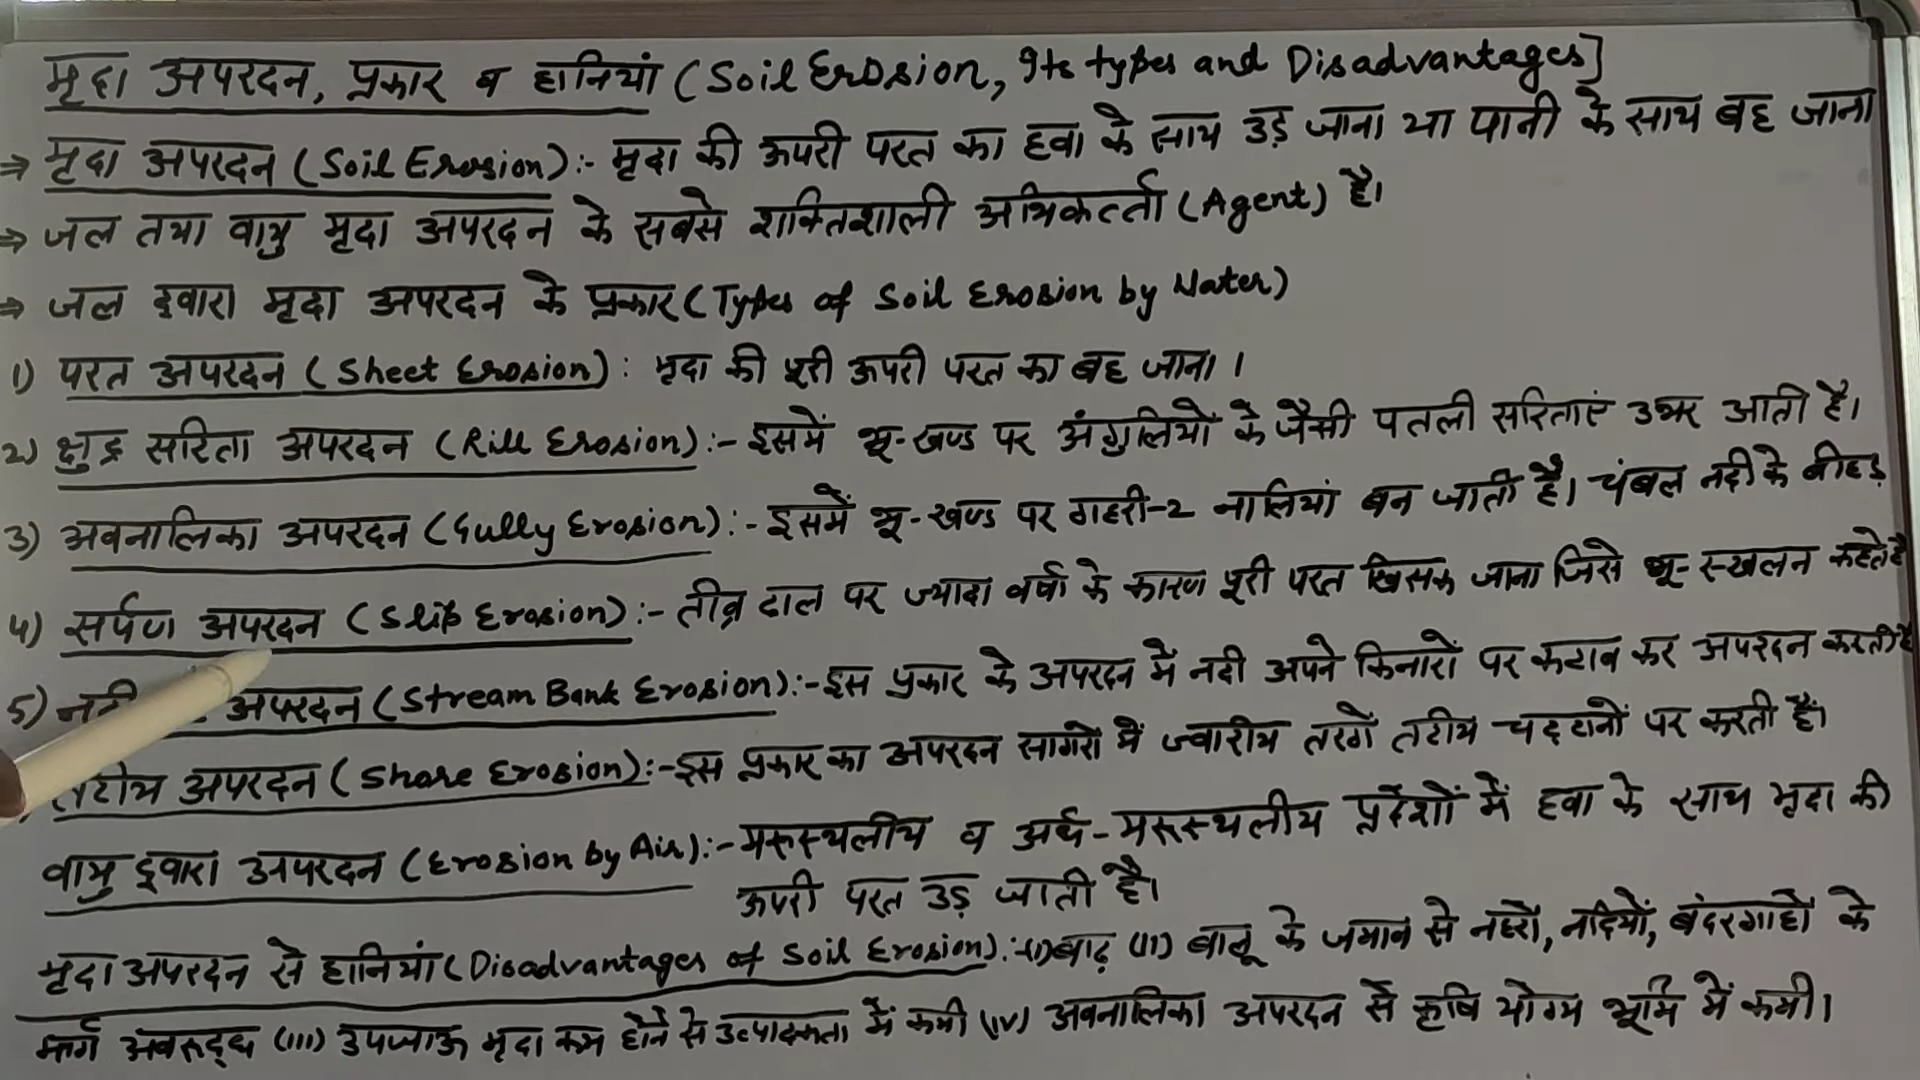 मृदा अपरदन, प्रकार व हानियां (Soil Erosion, Its types and Disadvantages]
⇒ मृदा अपरदन (Soil Erosion):- मृदा की ऊपरी परत का हवा के साथ उड़ जाना या पानी के साथ बह जाना
⇒ जल तथा वायु मृदा अपरदन के सबसे शक्तिशाली अभिकर्त्ता (Agent) है।
⇒ जल द्वारा मृदा अपरदन के प्रकार (Types of Soil Erosion by Water)
1) परत अपरदन (Sheet Erosion): मृदा की पूरी ऊपरी परत का बह जाना ।
2) क्षुद्र सरिता अपरदन (Rill Erosion):- इसमें भू-खण्ड पर अंगुलियों के जैसी पतली सरिताएं उभर आती है।
3) अवनालिका अपरदन (Gully Erosion):- इसमें भू-खण्ड पर गहरी-2 नालियां बन जाती है। चंबल नदी के बीहड़
4) सर्पण अपरदन (Slip Erosion):- तीव्र ढाल पर ज्यादा वर्षा के कारण पूरी परत खिसक जाना जिसे भू-स्खलन कहते है
5) अपरदन (Stream Bank Erosion):- इस प्रकार के अपरदन में नदी अपने किनारों पर कटाव कर अपरदन करती है
तटीय अपरदन (Shore Erosion):- इस प्रकार का अपरदन सागरों में ज्वारीय तरंगें तटीय चट्टानों पर करती है।
वायु द्वारा अपरदन (Erosion by Air):- मरुस्थलीय व अर्ध-मरुस्थलीय प्रदेशों में हवा के साथ मृदा की
ऊपरी परत उड़ जाती है।
मृदा अपरदन से हानियां (Disadvantages of Soil Erosion):- (i) बाढ़ (ii) बालू के जमाव से नहरों, नदियों, बंदरगाहों के
मार्ग अवरूद्ध (iii) उपजाऊ मृदा कम होने से उत्पादकता में कमी (iv) अवनालिका अपरदन से कृषि योग्य भूमि में कमी।